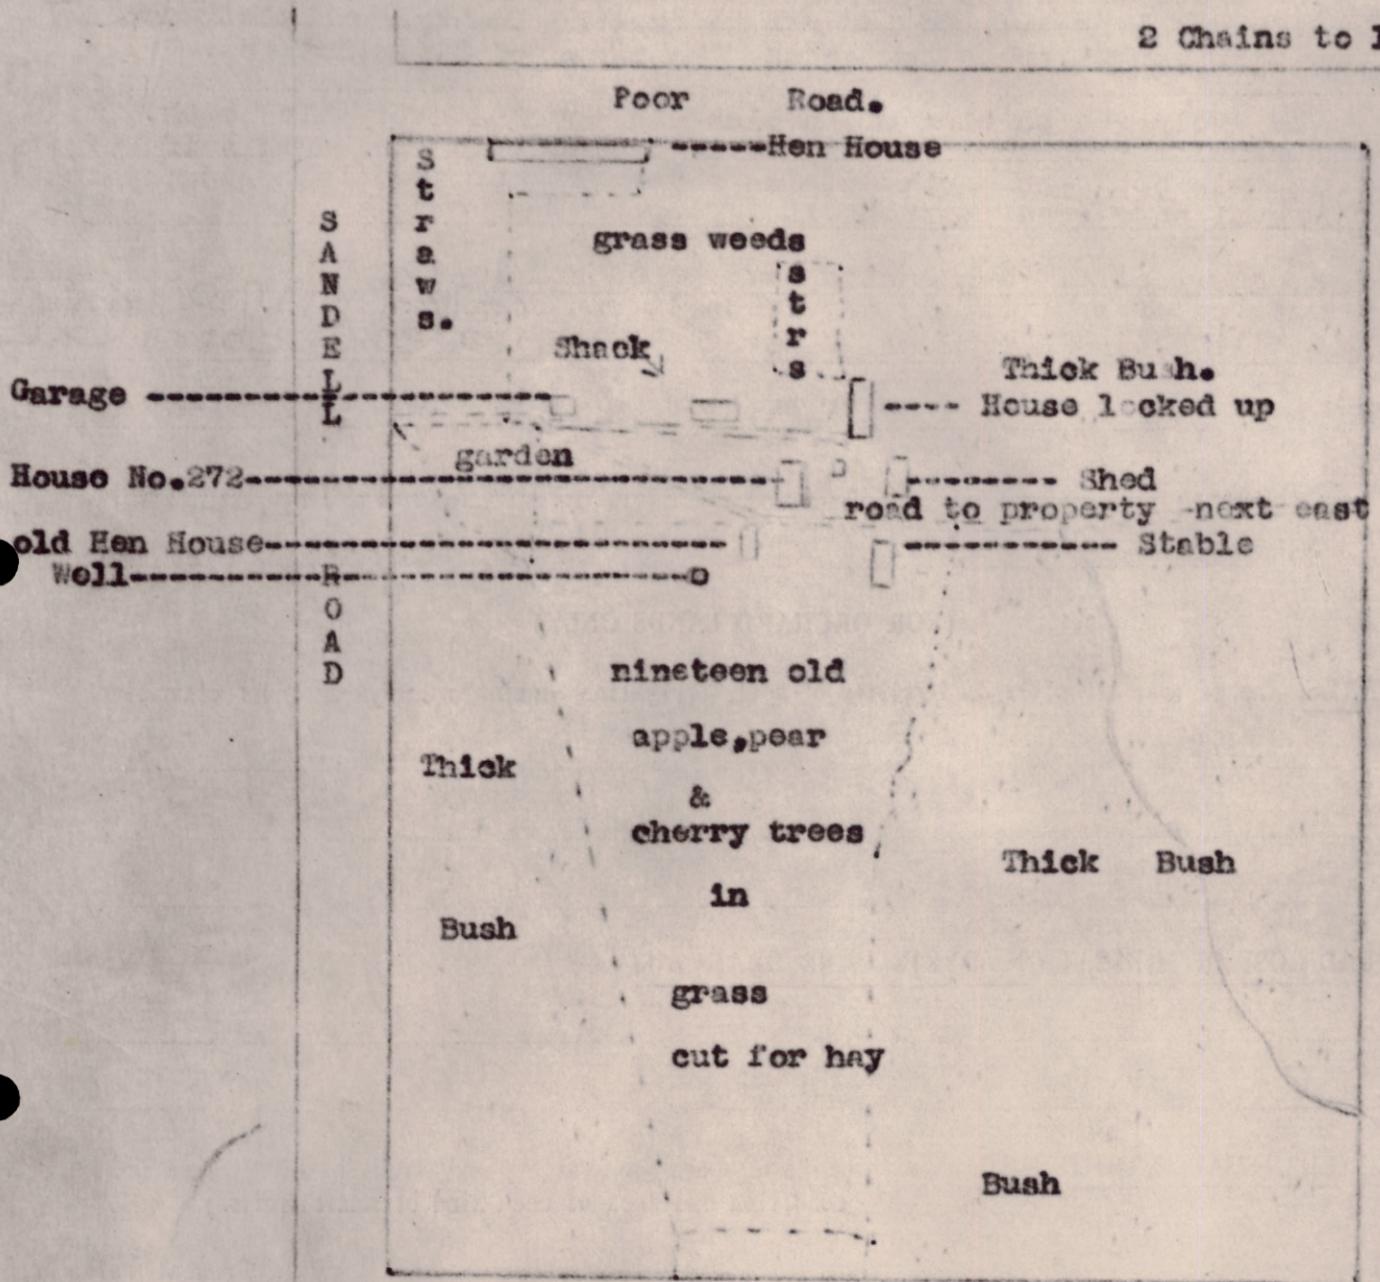 2 Chains to
Poor Road.
-----Hen House
Straws.
SANDELL
grass weeds
strs
Shack
Thick Bush.
Garage ---------------------
---- House locked up
garden
House No.272----------------------------
-------- Shed
road to property next east
old Hen House------------------------
------------ Stable
Well-----------------------------o
ROAD
nineteen old
apple,pear
Thick
&
cherry trees
Thick Bush
in
Bush
grass
cut for hay
Bush